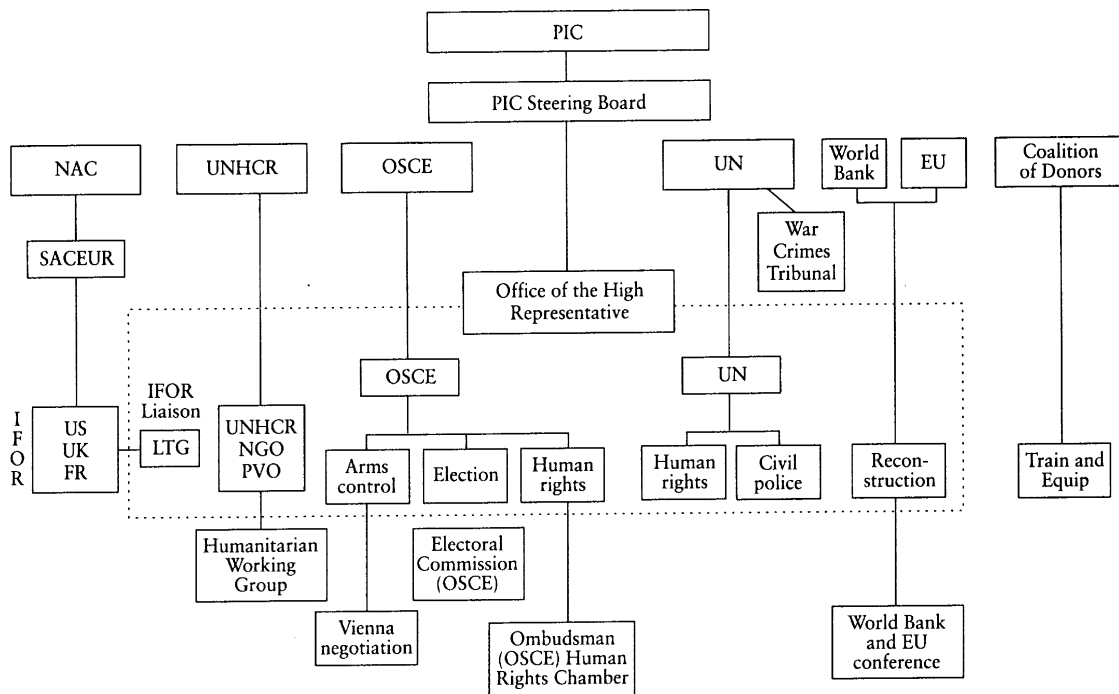 PIC
PIC Steering Board
NAC
UNHCR
OSCE
UN
World
Bank
EU
Coalition
of Donors
War
Crimes
Tribunal
SACEUR
Office of the High
Representative
OSCE
UN
IFOR
US
UK
FR
IFOR
Liaison
LTG
UNHCR
NGO
PVO
Arms
control
Election
Human
rights
Human
rights
Civil
police
Recon-
struction
Train and
Equip
Humanitarian
Working
Group
Electoral
Commission
(OSCE)
Vienna
negotiation
Ombudsman
(OSCE) Human
Rights Chamber
World Bank
and EU
conference